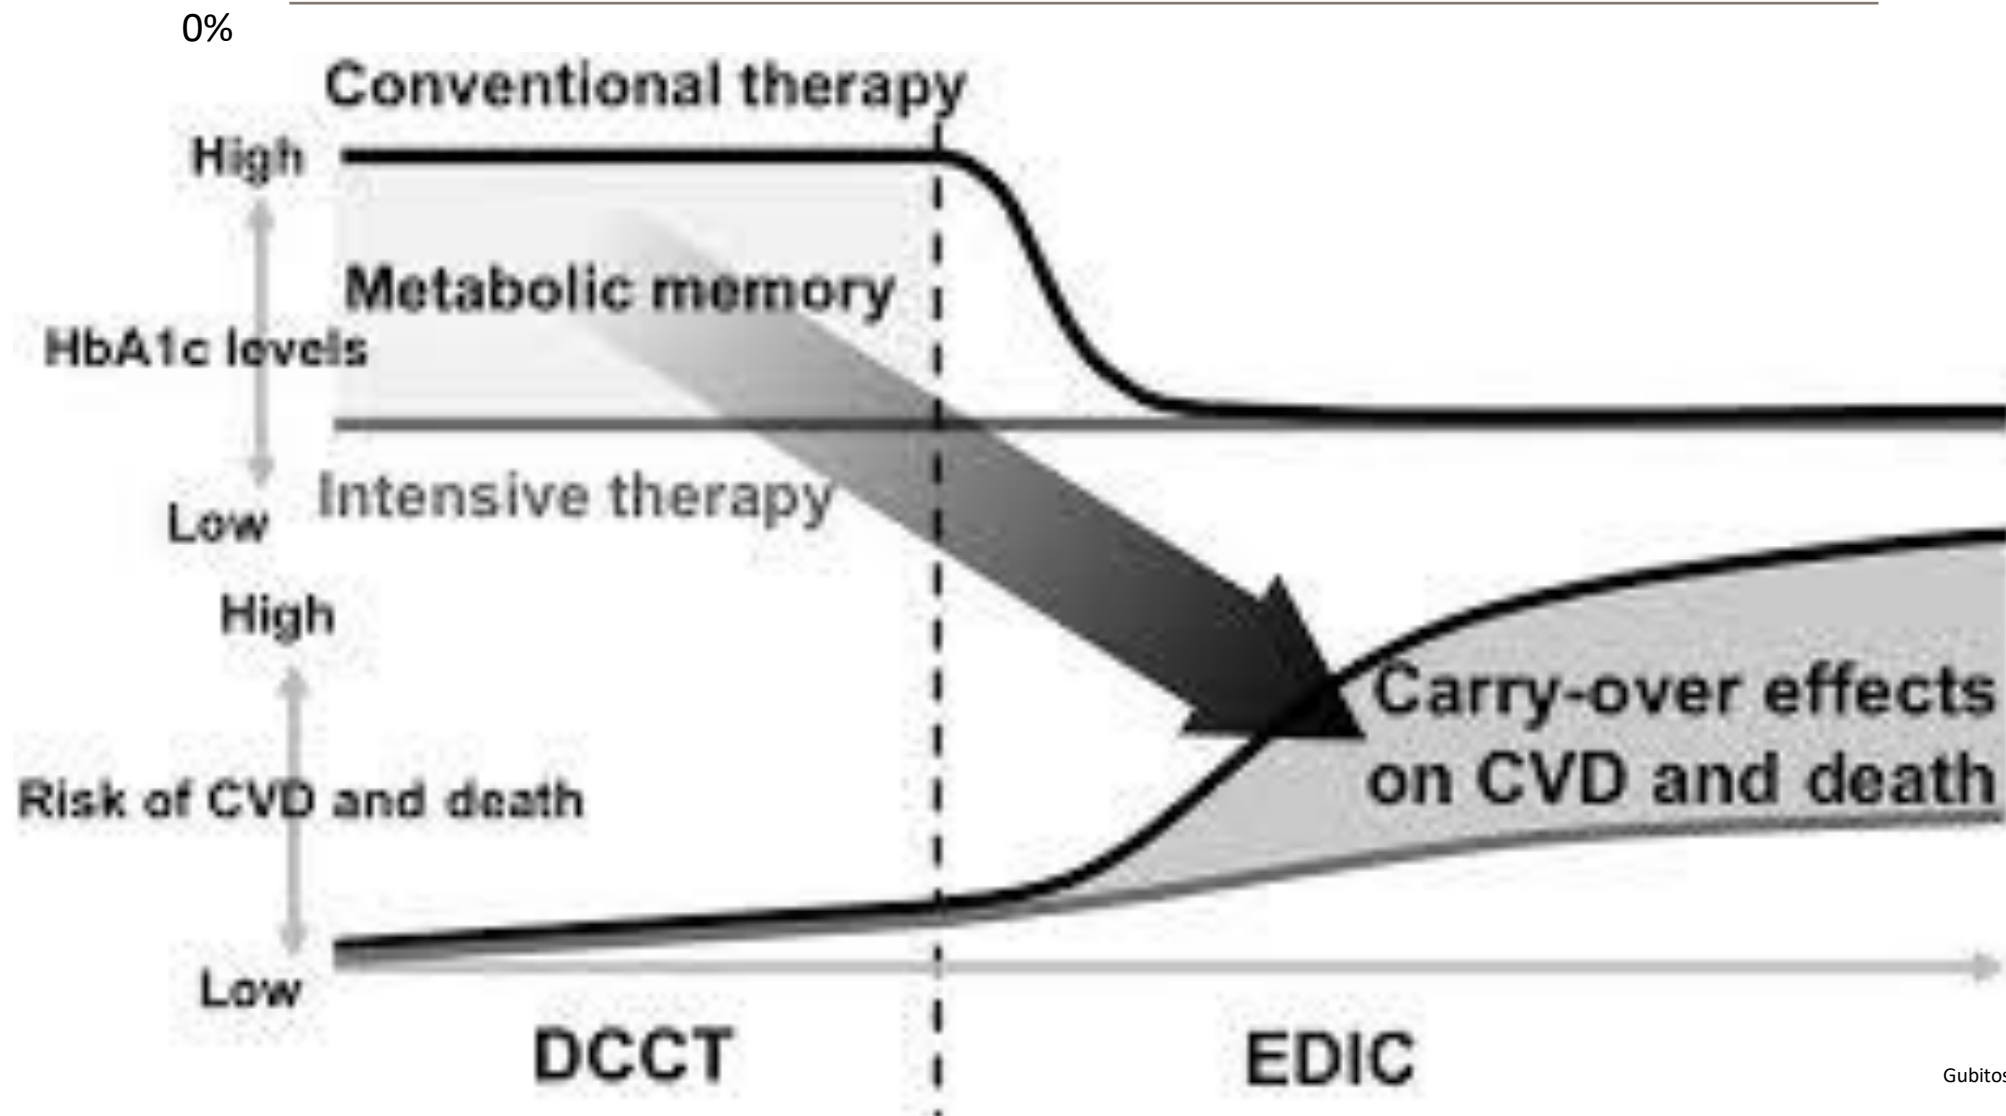 0%
Conventional therapy
High
Metabolic memory
HbA1c levels
Intensive therapy
Low
High
Carry-over effects
on CVD and death
Risk of CVD and death
Low
DCCT
EDIC
Gubitos